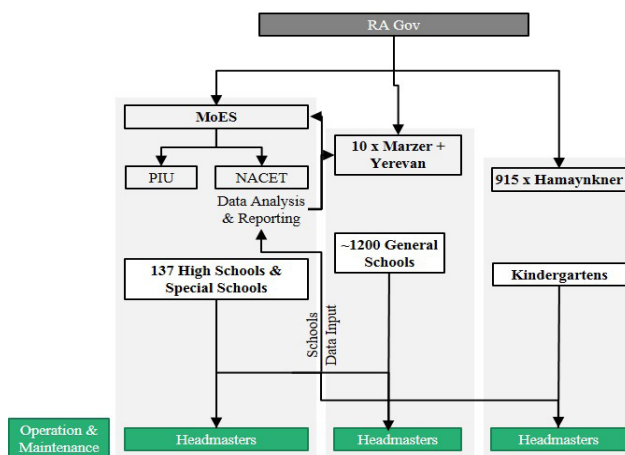 RA Gov
MoES
PIU
NACET
Data Analysis
& Reporting
10 x Marzer +
Yerevan
915 x Hamaynkner
137 High Schools &
Special Schools
~1200 General
Schools
Kindergartens
Schools
Data Input
Operation &
Maintenance
Headmasters
Headmasters
Headmasters